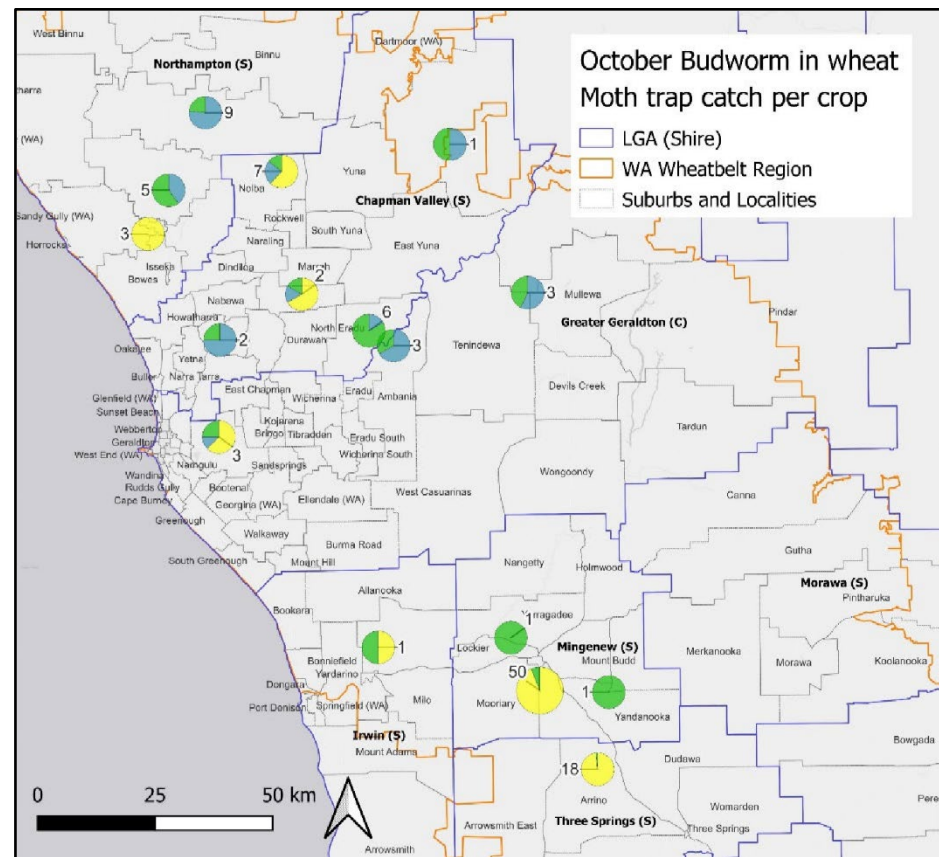 West Binnu
Binnu
Dartmoor (WA)
Northampton (S)
October Budworm in wheat
Moth trap catch per crop
LGA (Shire)
WA Wheatbelt Region
Suburbs and Localities
9
1
7
Nolba
Yuna
Chapman Valley (S)
5
Sandy Gully (WA)
Rockwell
South Yuna
3
Horrocks
Nareling
East Yuna
Isseka
Bowes
Dindiloa
Marrah
2
Nabawa
3
Mullewa
Howatharra
6
Greater Geraldton (C)
Pindar
North Eradu
Oakajee
2
Durawah
3
Tenindewa
Yetna
Buller
Narra Tarra
Devils Creek
Glenfield (WA)
East Chapman
Wicherina
Eradu
Ambania
Sunset Beach
Webberton
Kojarena
Tardun
Geraldton
Bringo
Tibradden
Eradu South
West End (WA)
3
Wicherina South
Narngulu
Sandsprings
Wandina
Wongoondy
Rudds Gully
Bootenal
West Casuarinas
Cape Burney
Georgina (WA)
Ellendale (WA)
Canna
Greenough
Walkaway
Burma Road
Gutha
South Greenough
Mount Hill
Nangetty
Holmwood
Morawa (S)
Allanooka
Pintharuka
Bookara
1
Yarragadee
1
Lockier
Mingenew (S)
Merkanooka
Bonniefield
Mount Budd
Morawa
Koolanooka
Yardarino
50
Dongara
Springfield (WA)
Milo
Mooriary
1
Port Denison
Yandanooka
Irwin (S)
Bowgada
Mount Adams
Dudawa
18
0
25
50 km
Arrino
Womarden
Arrowsmith East
Three Springs (S)
Three Springs
Arrowsmith